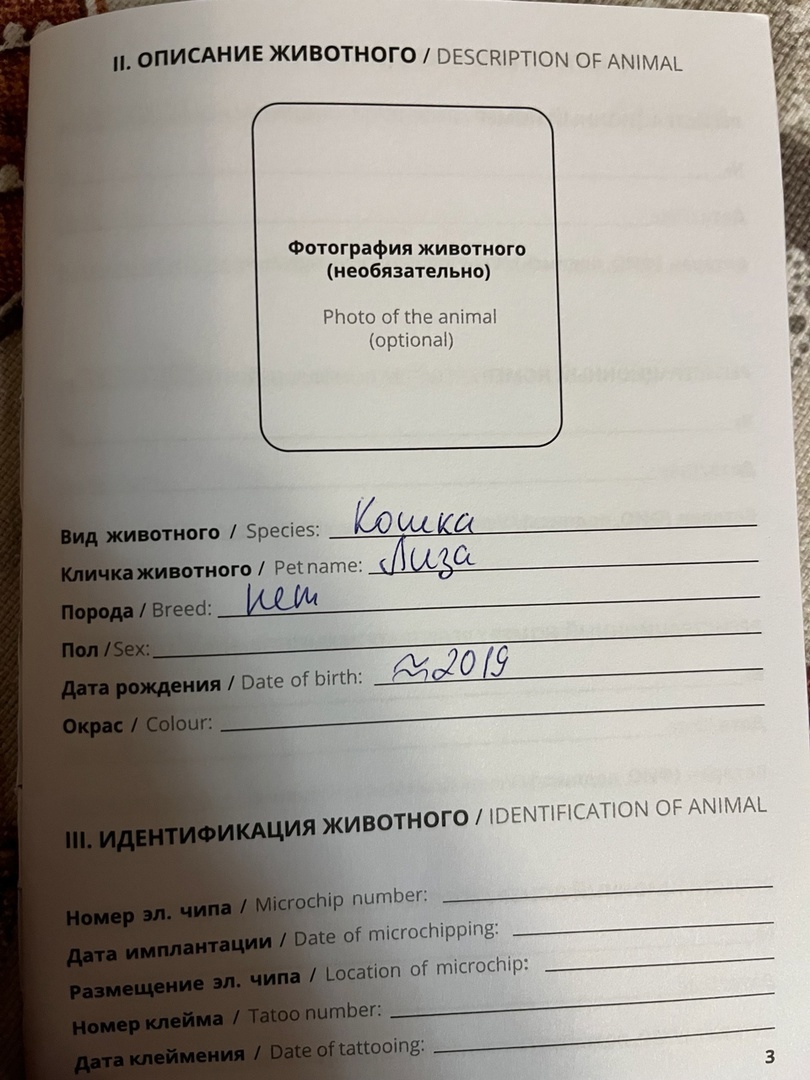 II. ОПИСАНИЕ ЖИВОТНОГО / DESCRIPTION OF ANIMAL
Фотография животного
(необязательно)
Photo of the animal
(optional)
Вид животного / Species: Кошка
Кличка животного / Pet name: Лиза
Порода / Breed: нет
Пол / Sex:
Дата рождения / Date of birth: ≈2019
Окрас / Colour:
III. ИДЕНТИФИКАЦИЯ ЖИВОТНОГО / IDENTIFICATION OF ANIMAL
Номер эл. чипа / Microchip number:
Дата имплантации / Date of microchipping:
Размещение эл. чипа / Location of microchip:
Номер клейма / Tatoo number:
Дата клеймения / Date of tattooing:
3